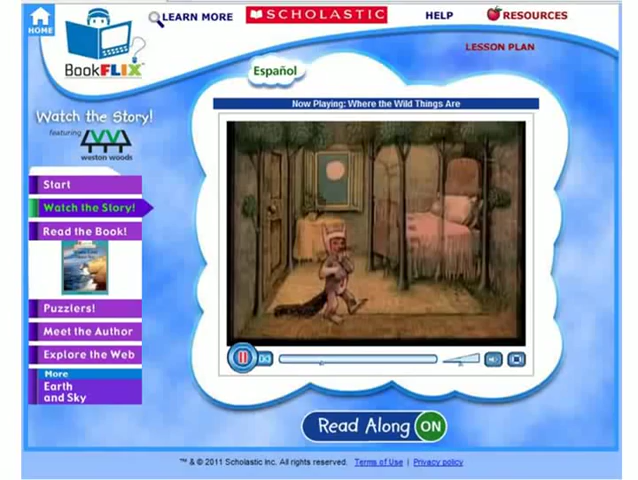 HOME
LEARN MORE
SCHOLASTIC
HELP
RESOURCES
LESSON PLAN
BookFLIX™
Español
Now Playing: Where the Wild Things Are
Watch the Story!
featuring
weston woods
Start
Watch the Story!
Read the Book!
Puzzlers!
Meet the Author
Explore the Web
More
Earth
and Sky
Read Along ON
™ & © 2011 Scholastic Inc. All rights reserved. Terms of Use | Privacy policy